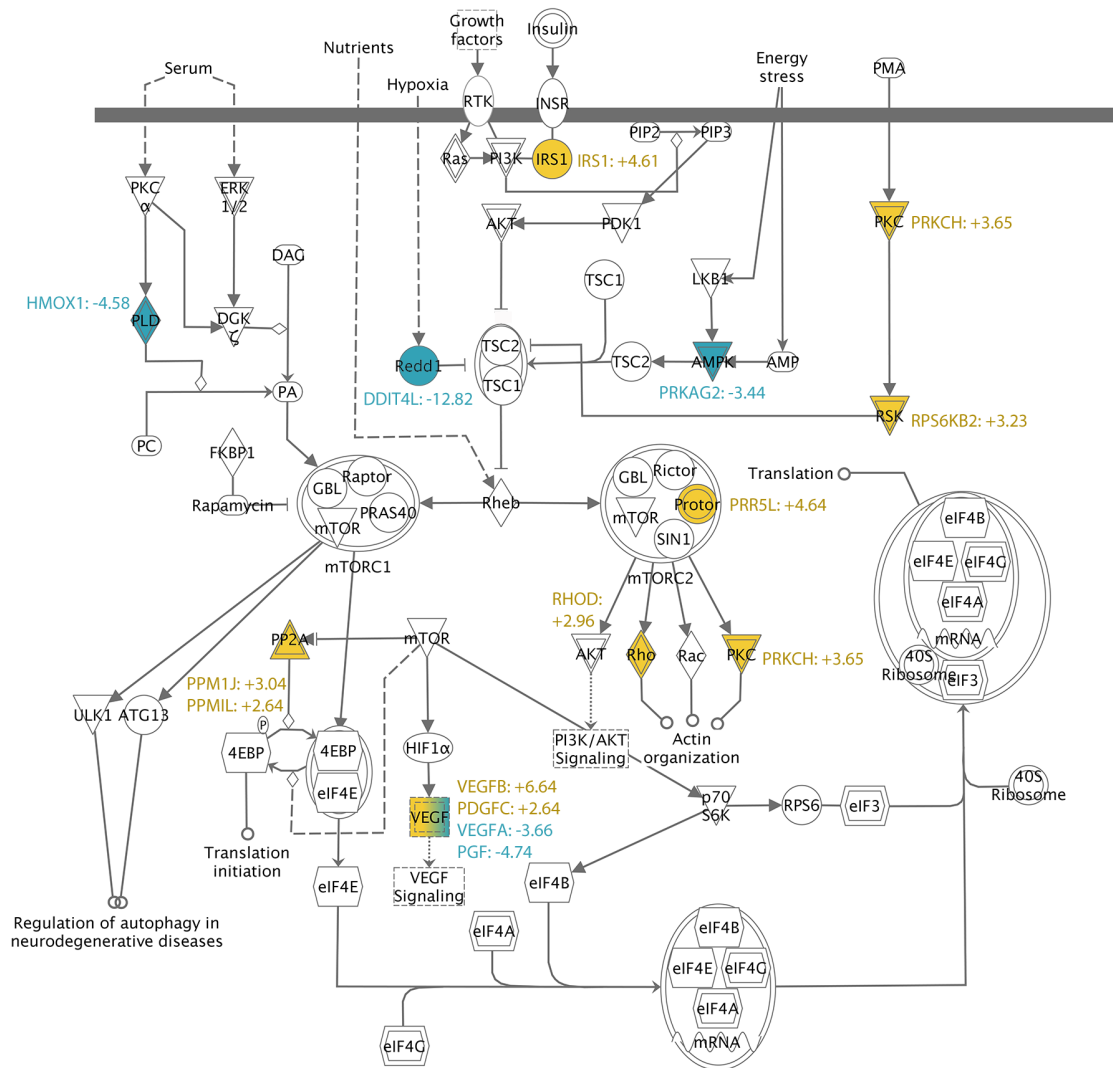 Growth
factors
Insulin
Nutrients
Energy
stress
Serum
Hypoxia
PMA
RTK
INSR
PIP2
PIP3
Ras
PI3K
IRS1
IRS1: +4.61
PKC
α
ERK
1/2
AKT
PDK1
PKC
PRKCH: +3.65
DAG
TSC1
LKB1
HMOX1: -4.58
PLD
DGK
ζ
TSC2
Redd1
TSC2
AMPK
AMP
TSC1
DDIT4L: -12.82
PRKAG2: -3.44
PA
RSK
RPS6KB2: +3.23
PC
FKBP1
Rapamycin
GBL
Raptor
PRAS40
mTOR
mTORC1
Rheb
GBL
Rictor
mTOR
Protor
PRR5L: +4.64
SIN1
mTORC2
Translation
eIF4B
eIF4E
eIF4G
eIF4A
mRNA
40S
Ribosome
eIF3
RHOD:
+2.96
PP2A
mTOR
AKT
Rho
Rac
PKC
PRKCH: +3.65
PPM1J: +3.04
PPMIL: +2.64
ULK1
ATG13
P
4EBP
4EBP
eIF4E
HIF1α
PI3K/AKT
Signaling
Actin
organization
VEGFB: +6.64
PDGFC: +2.64
VEGFA: -3.66
PGF: -4.74
VEGF
p70
S6K
RPS6
eIF3
40S
Ribosome
Translation
initiation
VEGF
Signaling
eIF4E
eIF4B
Regulation of autophagy in
neurodegenerative diseases
eIF4A
eIF4B
eIF4E
eIF4G
eIF4A
mRNA
eIF4G